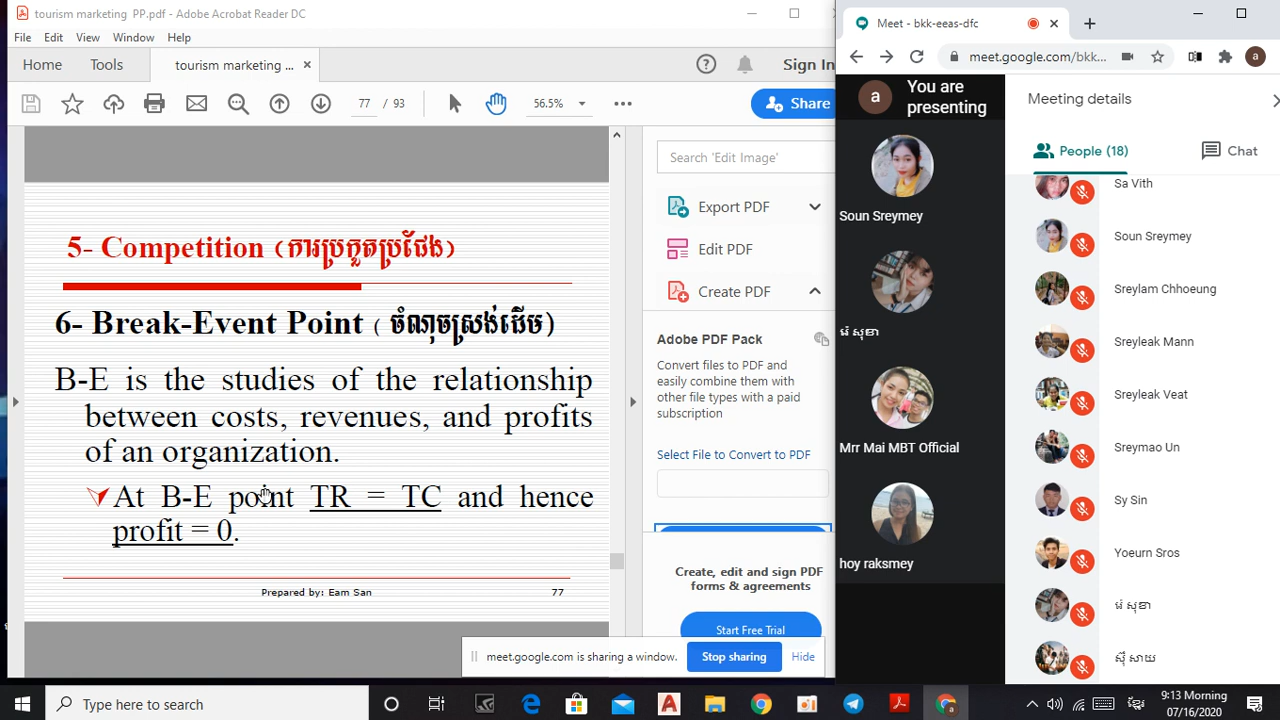 tourism marketing PP.pdf - Adobe Acrobat Reader DC
File Edit View Window Help
Home Tools tourism marketing ... × Sign In
77 / 93 56.5% Share
5- Competition (ការប្រកួតប្រជែង)
6- Break-Event Point ( ចំណុចស្រង់ដើម)
B-E is the studies of the relationship
between costs, revenues, and profits
of an organization.
At B-E point TR = TC and hence
profit = 0.
Prepared by: Eam San 77
Search 'Edit Image'
Export PDF
Edit PDF
Create PDF
Adobe PDF Pack
Convert files to PDF and
easily combine them with
other file types with a paid
subscription
Select File to Convert to PDF
Create, edit and sign PDF
forms & agreements
Start Free Trial
meet.google.com is sharing a window. Stop sharing Hide
Meet - bkk-eeas-dfc
meet.google.com/bkk... a
a You are
presenting
Soun Sreymey
រ៉េ សុខា
Mrr Mai MBT Official
hoy raksmey
Meeting details
People (18) Chat
Sa Vith
Soun Sreymey
Sreylam Chhoeung
Sreyleak Mann
Sreyleak Veat
Sreymao Un
Sy Sin
Yoeurn Sros
រ៉េ សុខា
ស៊ី សាយ
Type here to search
9:13 Morning
07/16/2020